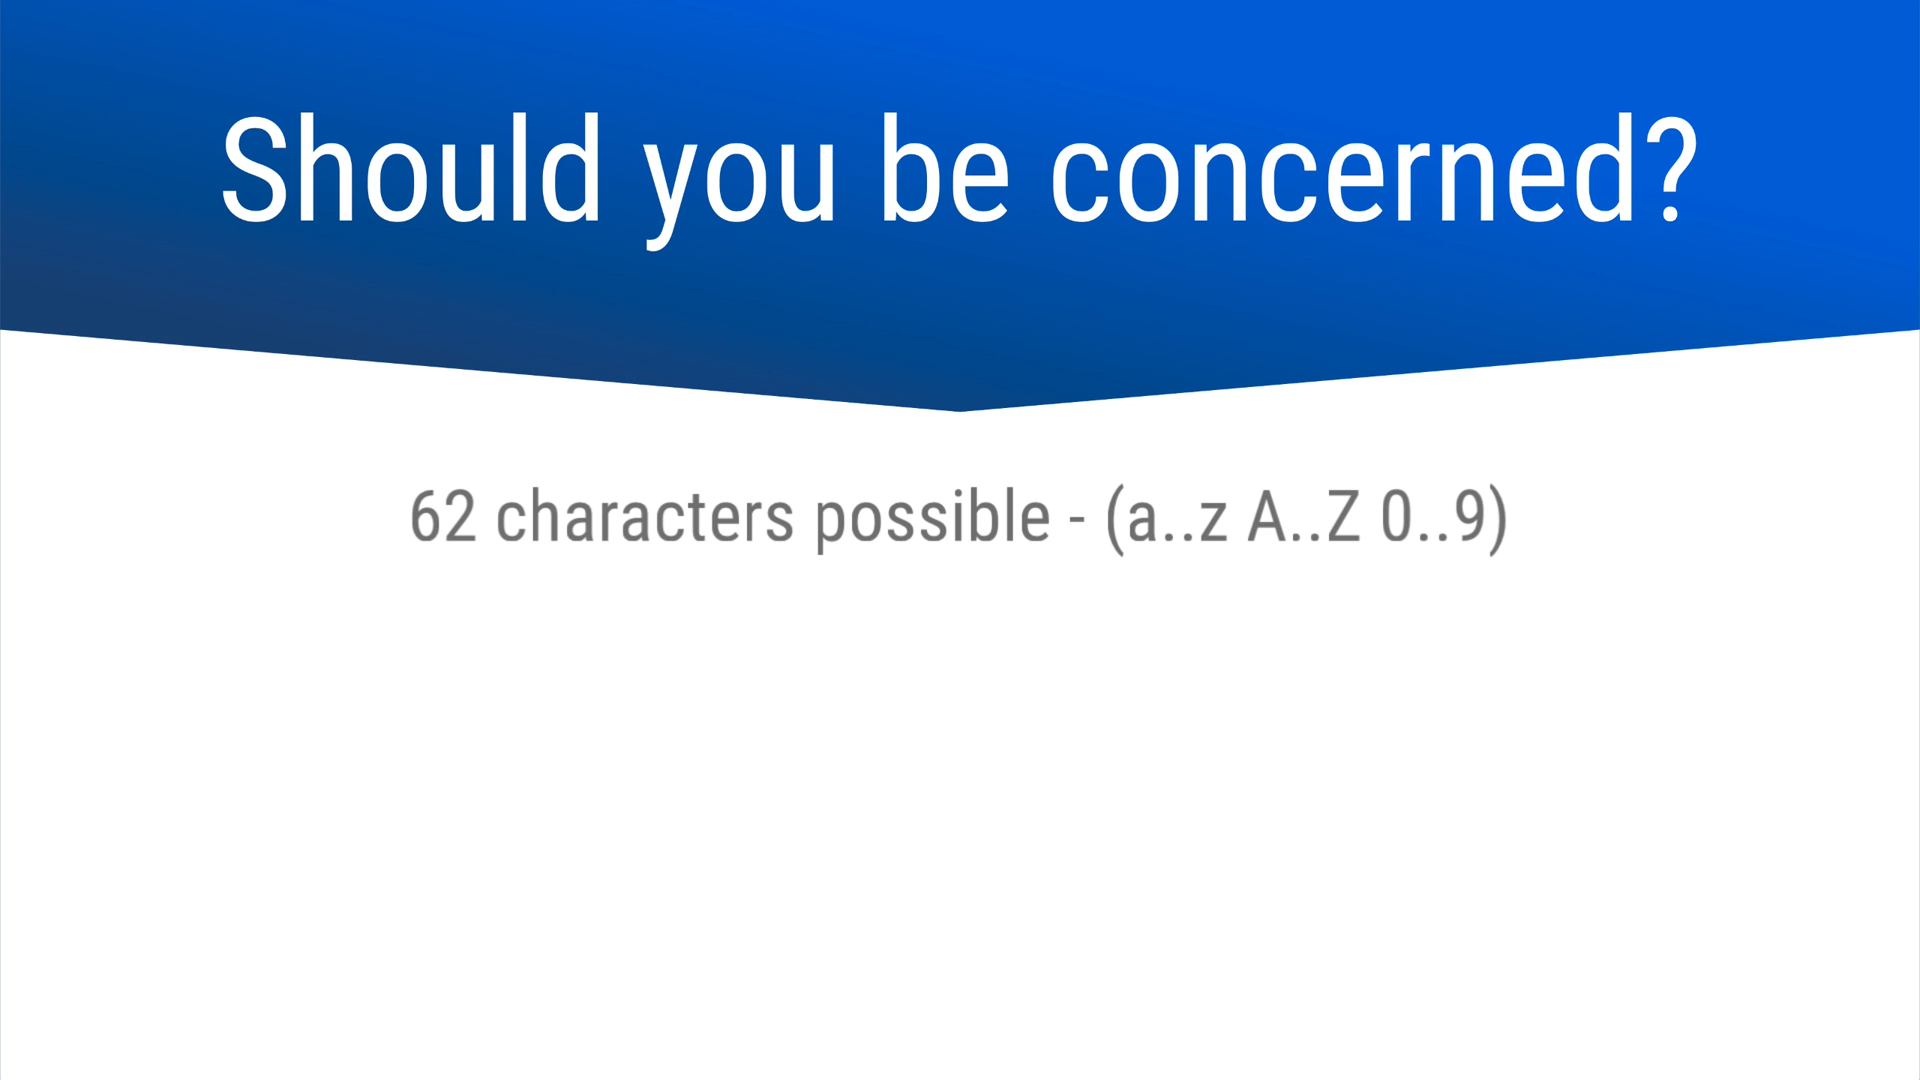 Should you be concerned?
62 characters possible - (a..z A..Z 0..9)